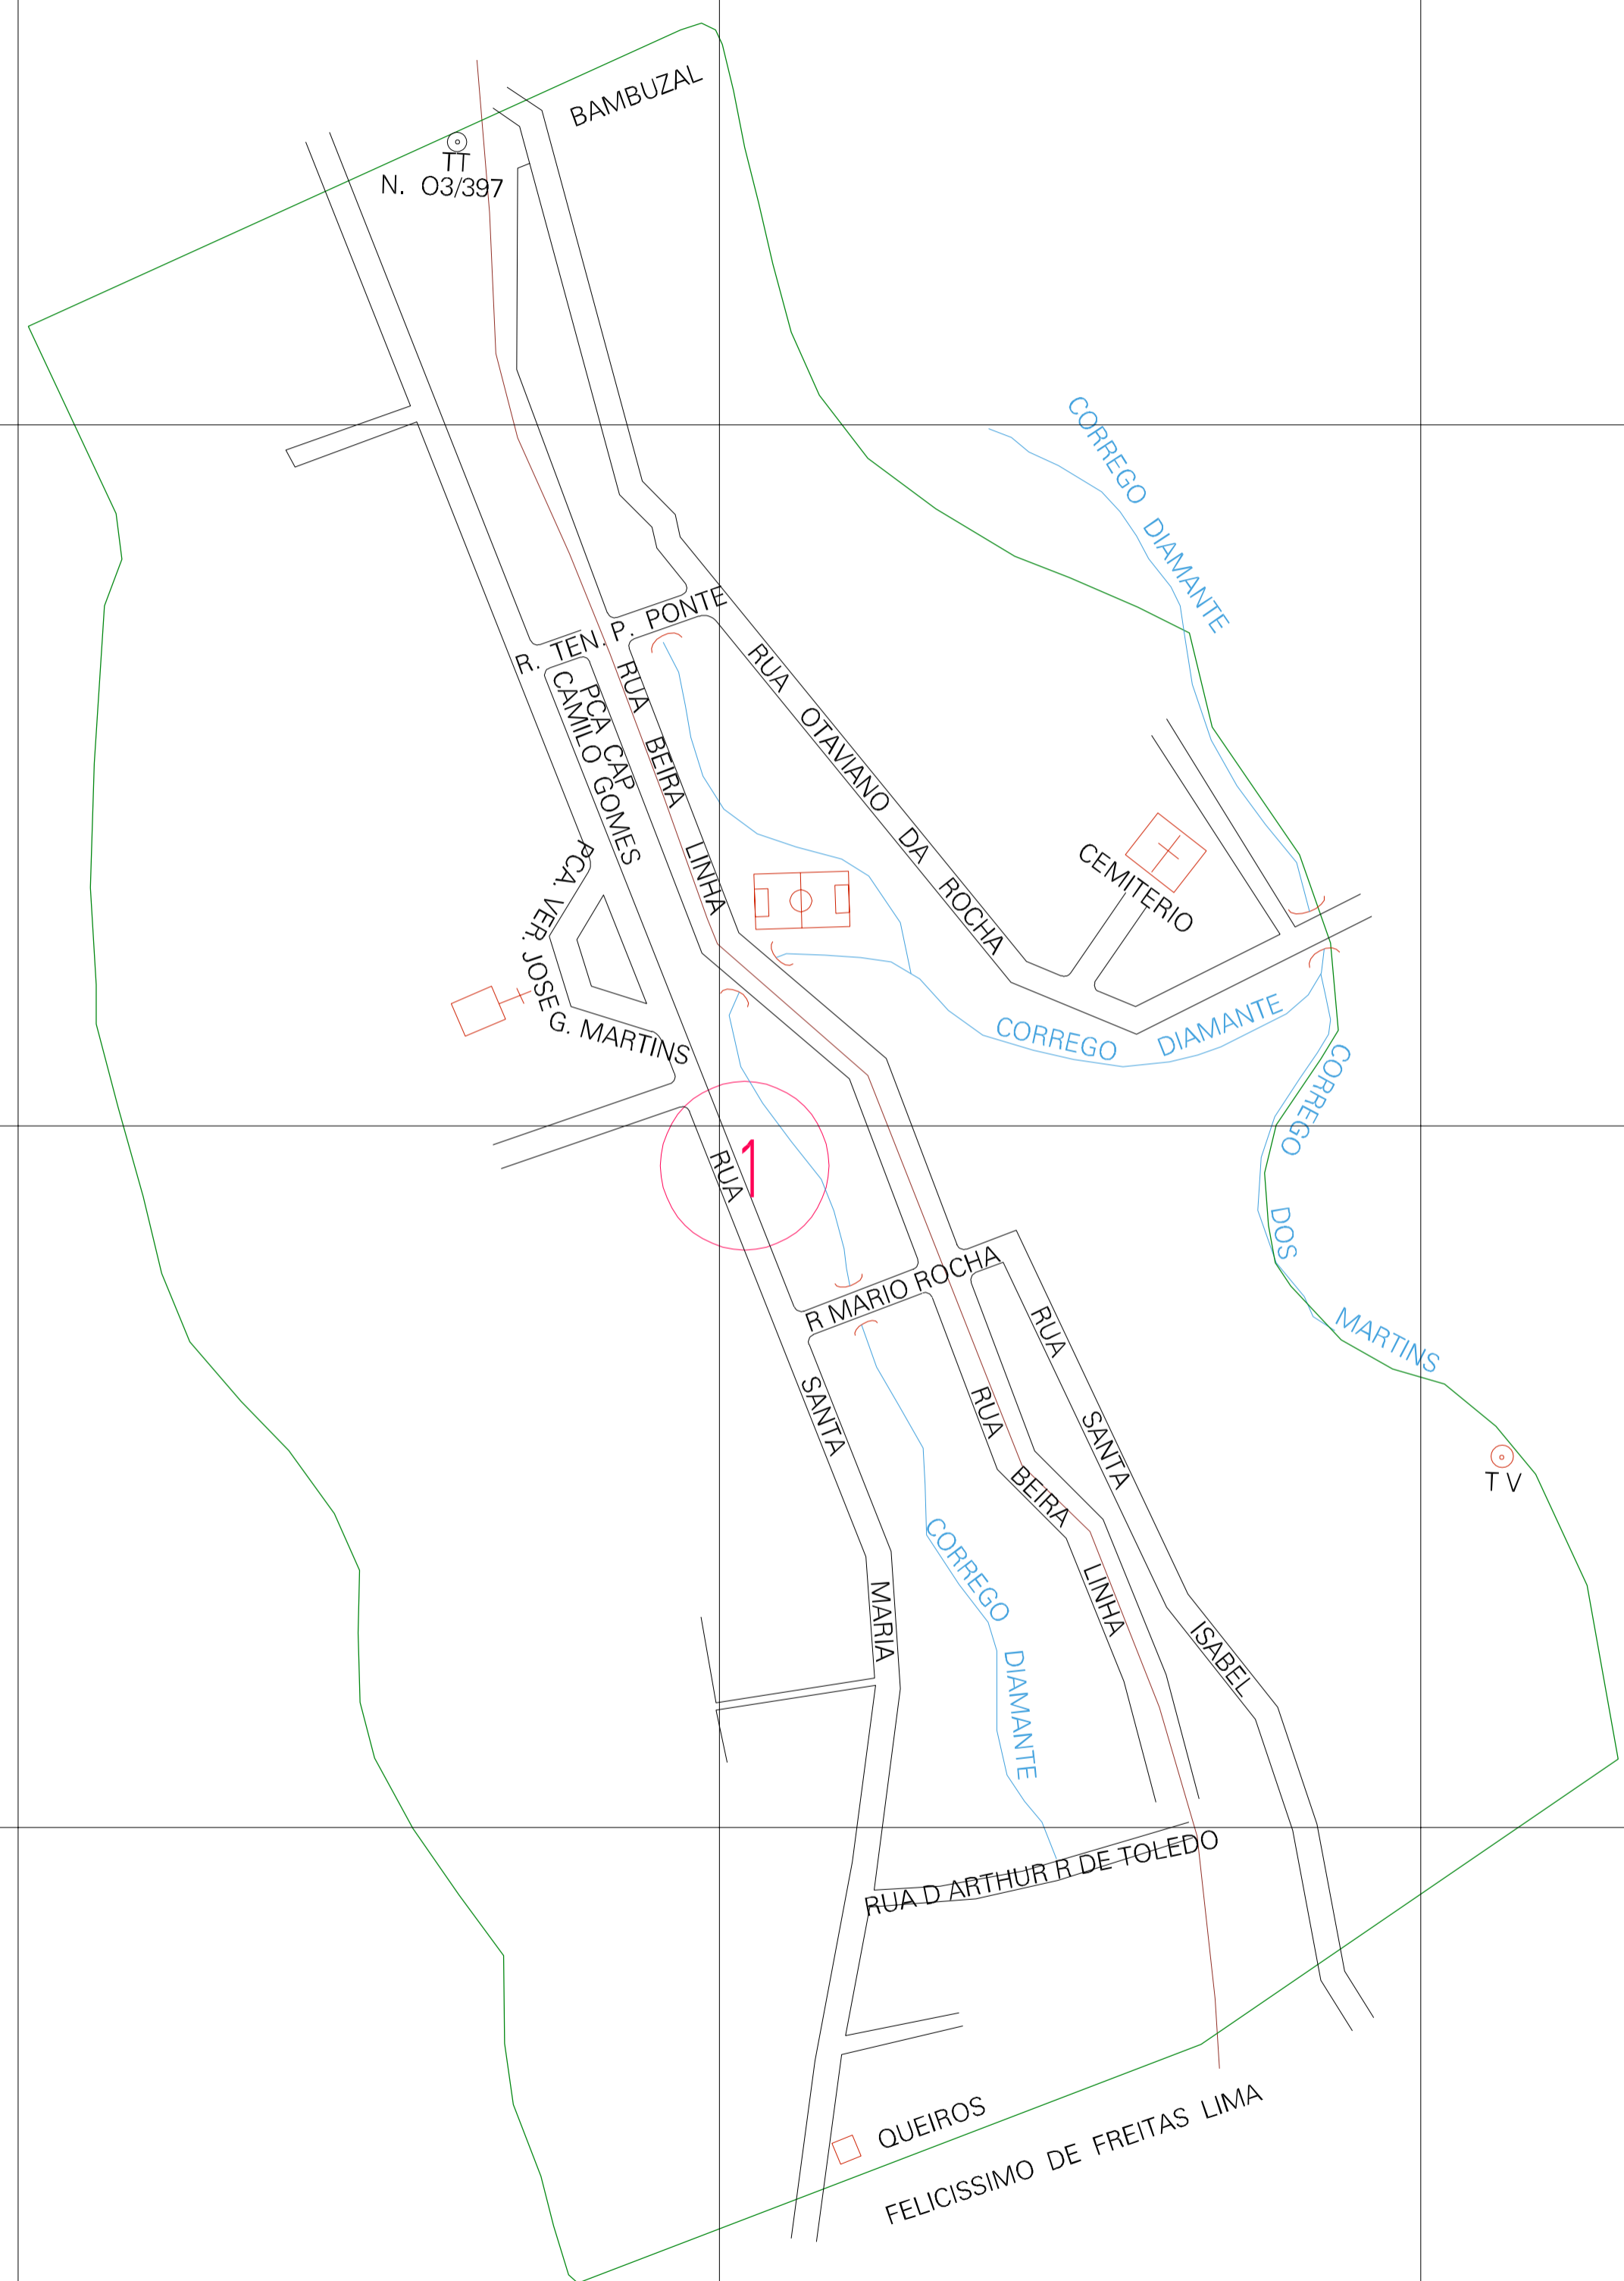 BAMBUZAL
TT
N. 03/397
CORREGO DIAMANTE
R. TEN. P. PONTE
RUA BEIRA LINHA
PCA CAP
CAMILO GOMES
RUA OTAVIANO DA ROCHA
CEMITERIO
PCA. VER. JOSE G. MARTINS
CORREGO DIAMANTE
CORREGO DOS MARTINS
1
RUA SANTA MARIA
R MARIO ROCHA
RUA SANTA ISABEL
RUA BEIRA LINHA
TV
CORREGO DIAMANTE
RUA D ARTHUR R DE TOLEDO
QUEIROS
FELICISSIMO DE FREITAS LIMA